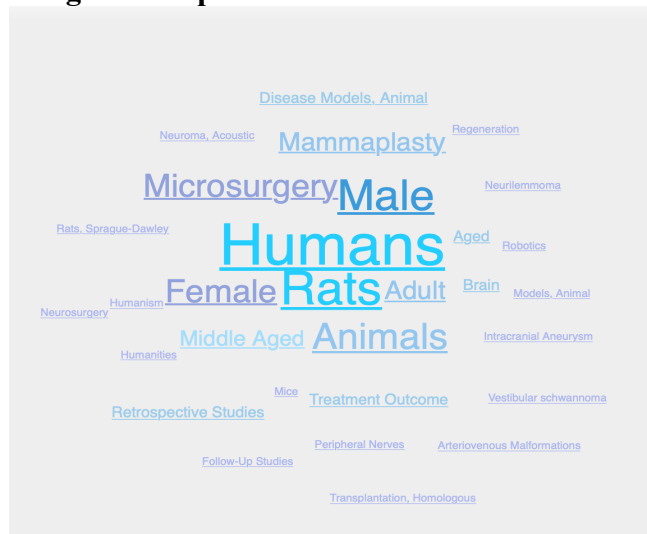 Disease Models, Animal
Neuroma, Acoustic
Mammaplasty
Regeneration
Microsurgery
Male
Neurilemmoma
Rats, Sprague-Dawley
Humans
Aged
Robotics
Female
Rats
Adult
Brain
Models, Animal
Neurosurgery
Humanism
Middle Aged
Animals
Intracranial Aneurysm
Humanities
Mice
Retrospective Studies
Treatment Outcome
Vestibular schwannoma
Peripheral Nerves
Arteriovenous Malformations
Follow-Up Studies
Transplantation, Homologous